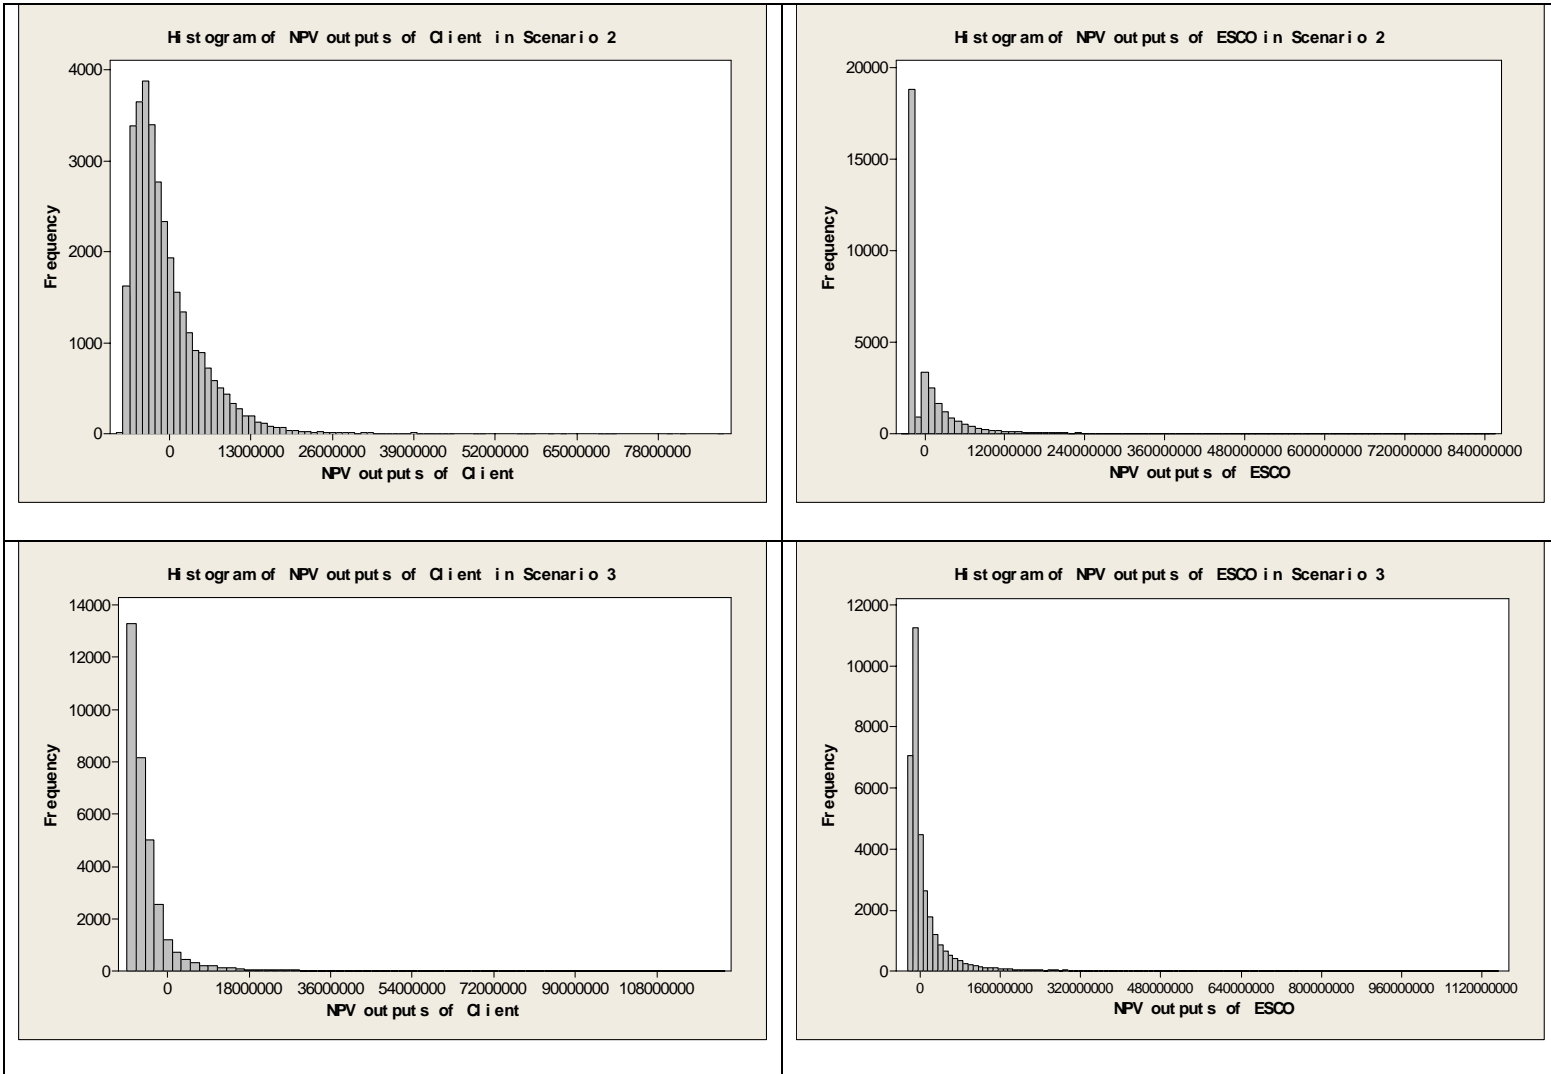 Histogram of NPV outputs of Client in Scenario 2
4000
3000
2000
1000
0
Frequency
0 13000000 26000000 39000000 52000000 65000000 78000000
NPV outputs of Client
Histogram of NPV outputs of ESCO in Scenario 2
20000
15000
10000
5000
0
Frequency
0 120000000 240000000 360000000 480000000 600000000 720000000 840000000
NPV outputs of ESCO
Histogram of NPV outputs of Client in Scenario 3
14000
12000
10000
8000
6000
4000
2000
0
Frequency
0 18000000 36000000 54000000 72000000 90000000 108000000
NPV outputs of Client
Histogram of NPV outputs of ESCO in Scenario 3
12000
10000
8000
6000
4000
2000
0
Frequency
0 160000000 320000000 480000000 640000000 800000000 960000000 1120000000
NPV outputs of ESCO